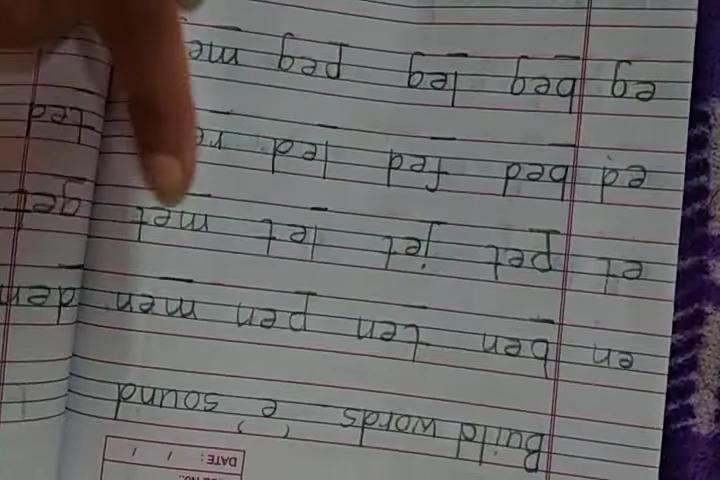 DATE: / /
Build words 'e' sound
en ben ten pen men den
et pet jet let met get
ed bed fed led Ted
eg beg leg peg